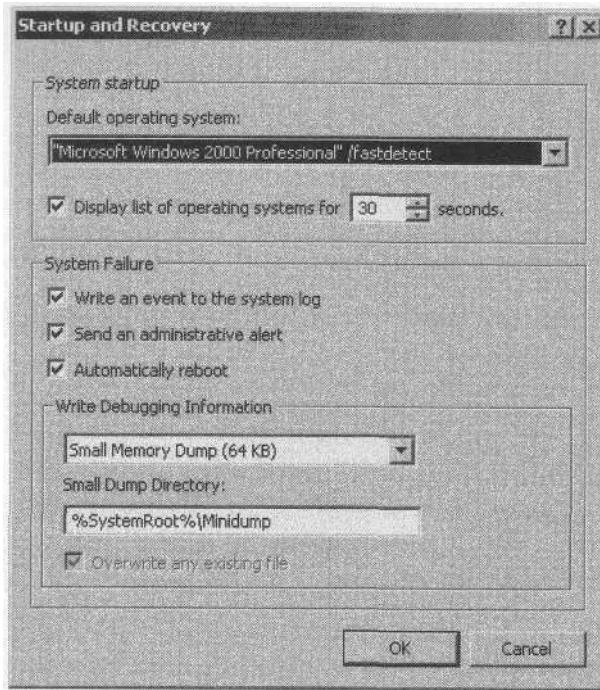 Startup and Recovery
System startup
Default operating system:
"Microsoft Windows 2000 Professional" /fastdetect
Display list of operating systems for 30 seconds.
System Failure
Write an event to the system log
Send an administrative alert
Automatically reboot
Write Debugging Information
Small Memory Dump (64 KB)
Small Dump Directory:
%SystemRoot%\Minidump
Overwrite any existing file
OK Cancel